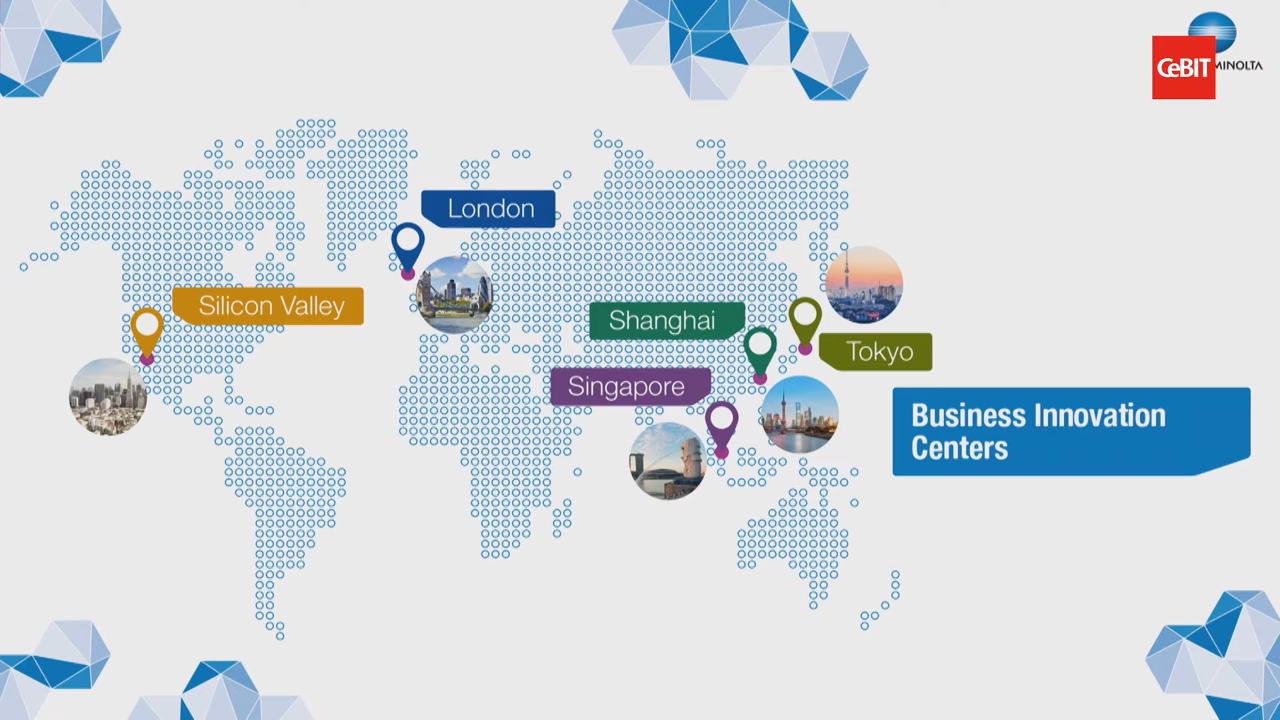 CeBIT
MINOLTA
London
Silicon Valley
Shanghai
Tokyo
Singapore
Business Innovation
Centers